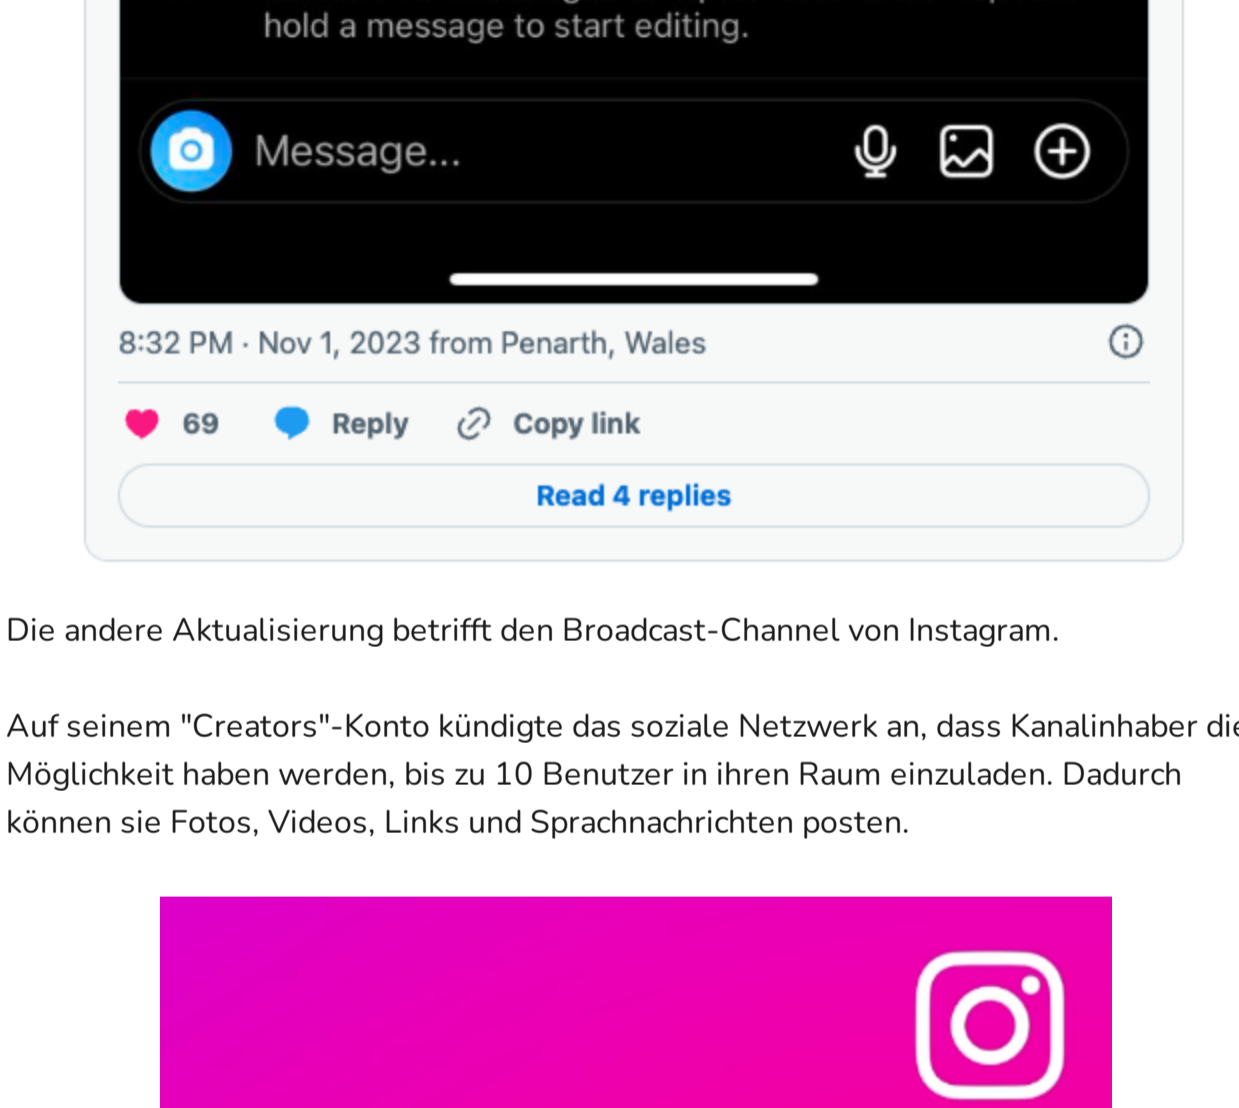 hold a message to start editing.
Message...
8:32 PM · Nov 1, 2023 from Penarth, Wales
69 Reply Copy link
Read 4 replies
Die andere Aktualisierung betrifft den Broadcast-Channel von Instagram.
Auf seinem "Creators"-Konto kündigte das soziale Netzwerk an, dass Kanalinhaber die
Möglichkeit haben werden, bis zu 10 Benutzer in ihren Raum einzuladen. Dadurch
können sie Fotos, Videos, Links und Sprachnachrichten posten.